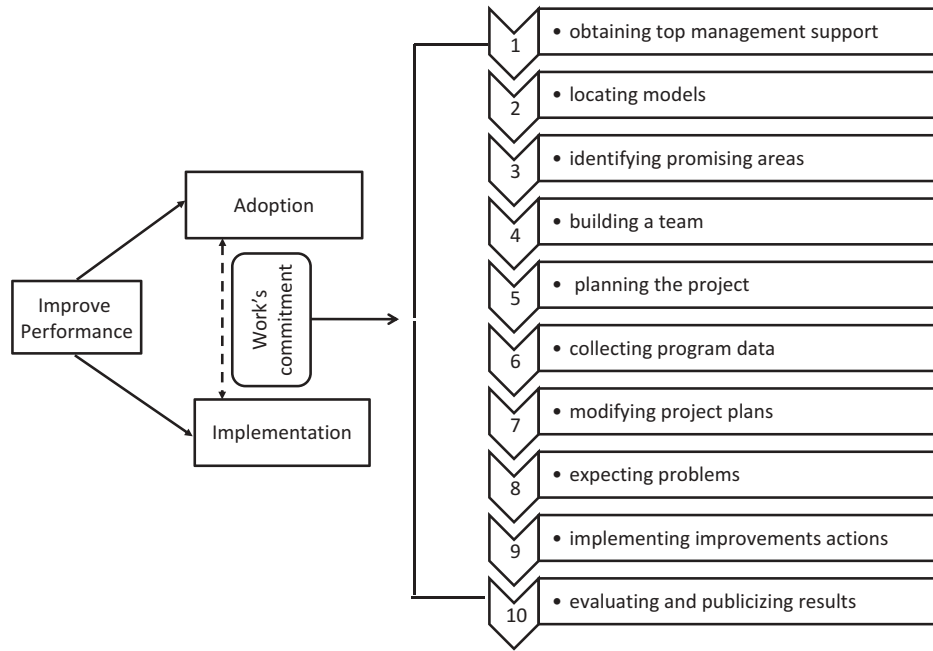 Improve
Performance
Adoption
Work's
commitment
Implementation
1
• obtaining top management support
2
• locating models
3
• identifying promising areas
4
• building a team
5
• planning the project
6
• collecting program data
7
• modifying project plans
8
• expecting problems
9
• implementing improvements actions
10
• evaluating and publicizing results